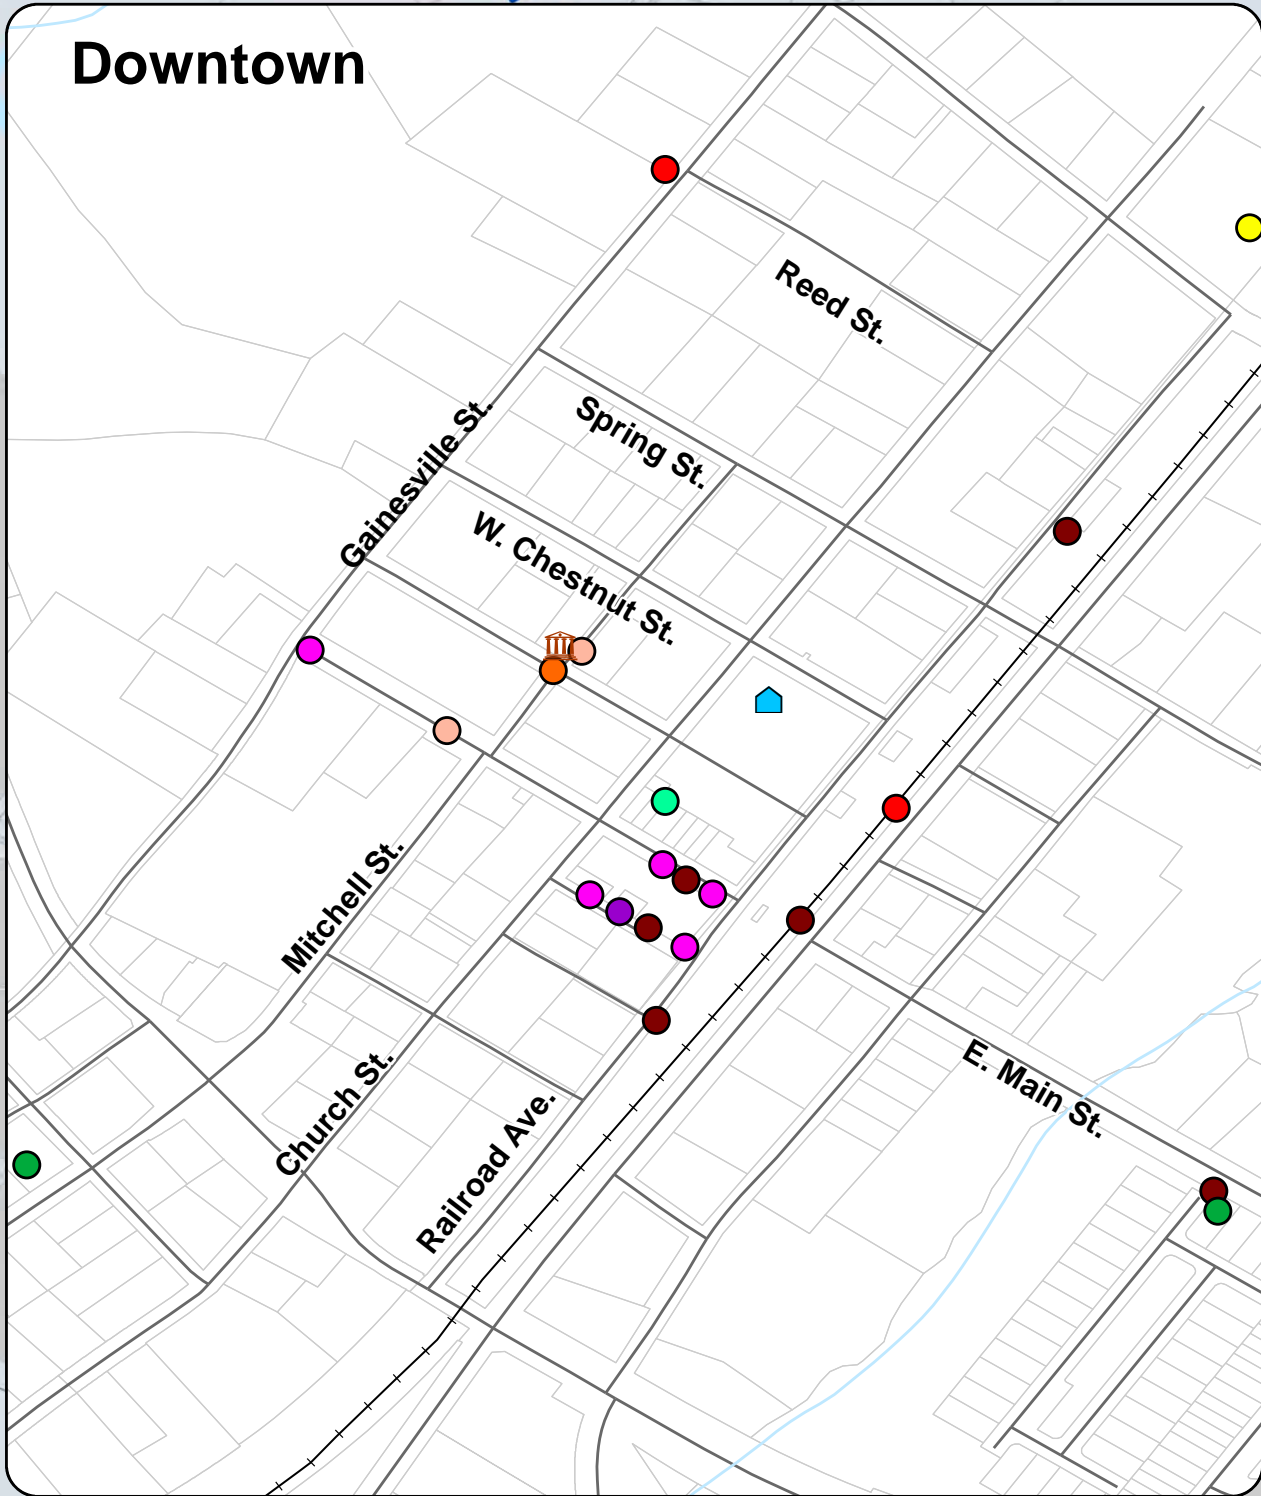 Downtown
Reed St.
Spring St.
Gainesville St.
W. Chestnut St.
Mitchell St.
Church St.
Railroad Ave.
E. Main St.